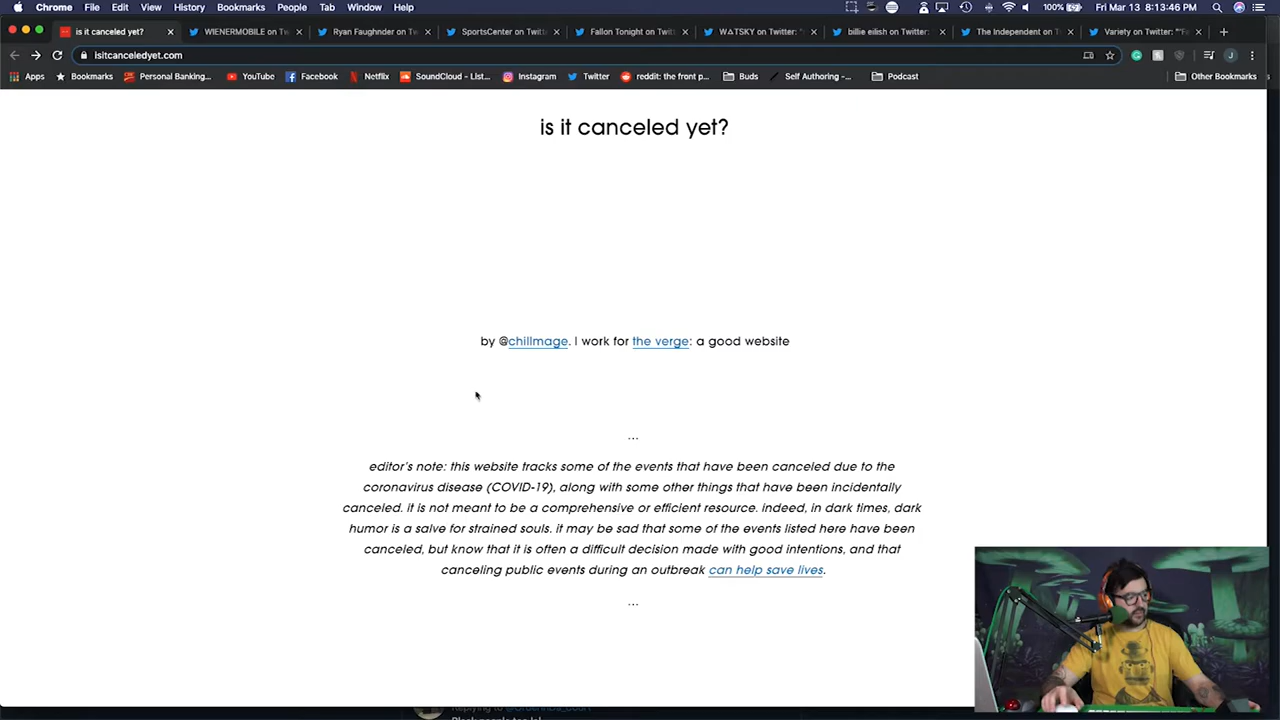 Chrome File Edit View History Bookmarks People Tab Window Help 100% Fri Mar 13 8:13:46 PM
is it canceled yet? WIENERMOBILE on Tw Ryan Faughnder on Tw SportsCenter on Twitt Fallon Tonight on Twitt WΔTSKY on Twitter: billie eilish on Twitter: The Independent on T Variety on Twitter: ""Fe
isitcanceledyet.com J
Apps Bookmarks Personal Banking... YouTube Facebook Netflix SoundCloud – List... Instagram Twitter reddit: the front p... Buds Self Authoring -... Podcast Other Bookmarks
is it canceled yet?
by @chillmage. I work for the verge: a good website
...
editor's note: this website tracks some of the events that have been canceled due to the
coronavirus disease (COVID-19), along with some other things that have been incidentally
canceled. it is not meant to be a comprehensive or efficient resource. indeed, in dark times, dark
humor is a salve for strained souls. it may be sad that some of the events listed here have been
canceled, but know that it is often a difficult decision made with good intentions, and that
canceling public events during an outbreak can help save lives.
...
Replying to